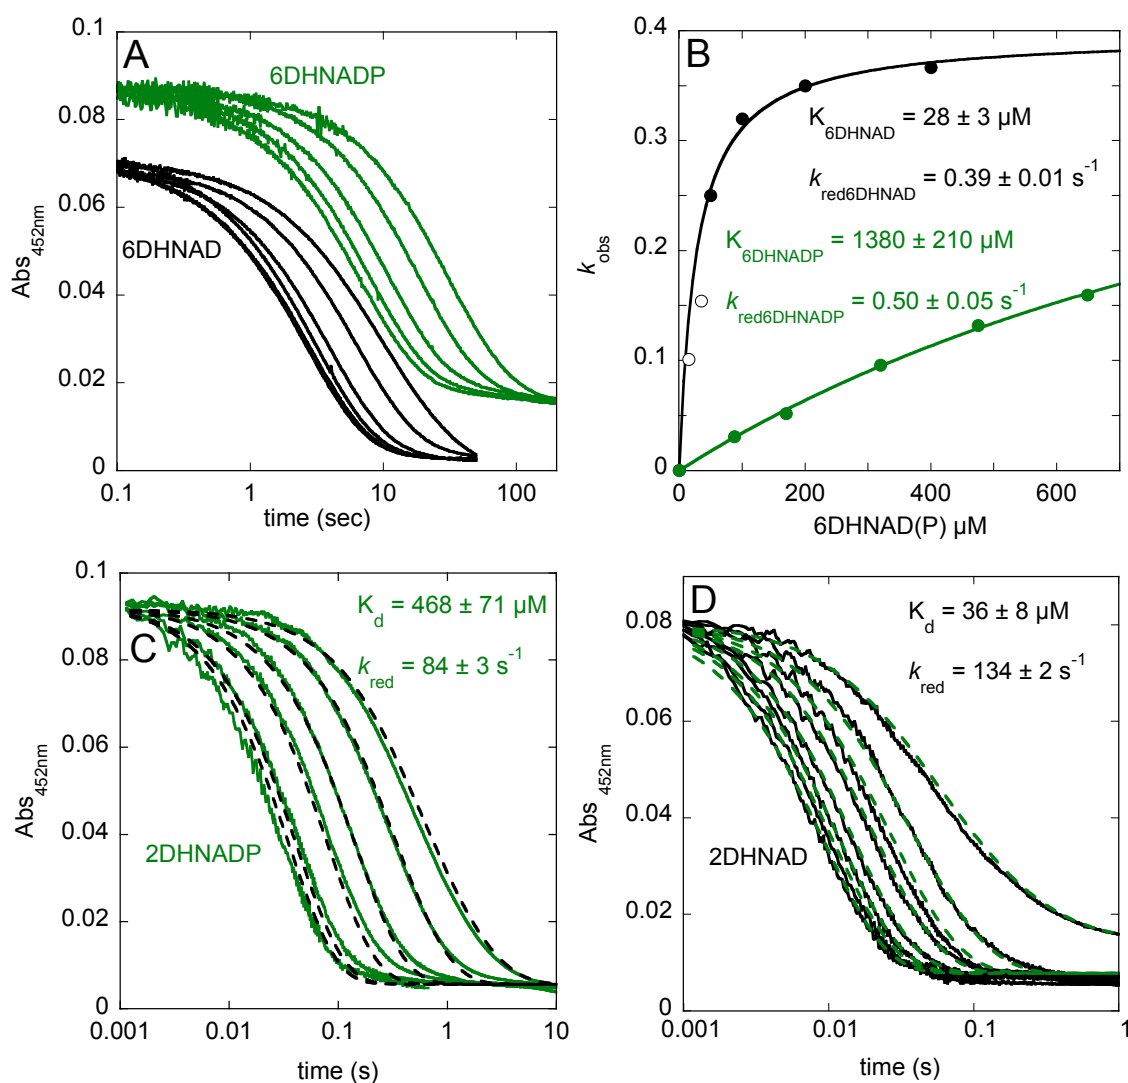 A
6DHNADP
6DHNAD
Abs452nm
0.1
0.08
0.06
0.04
0.02
0
0.1
1
10
100
time (sec)
B
K6DHNAD = 28 ± 3 µM
kred6DHNAD = 0.39 ± 0.01 s-1
K6DHNADP = 1380 ± 210 µM
kred6DHNADP = 0.50 ± 0.05 s-1
kobs
0.4
0.3
0.2
0.1
0
0
200
400
600
6DHNAD(P) µM
C
Kd = 468 ± 71 µM
kred = 84 ± 3 s-1
2DHNADP
Abs452nm
0.1
0.08
0.06
0.04
0.02
0
0.001
0.01
0.1
1
10
time (s)
D
Kd = 36 ± 8 µM
kred = 134 ± 2 s-1
2DHNAD
Abs452nm
0.08
0.06
0.04
0.02
0
0.001
0.01
0.1
1
time (s)